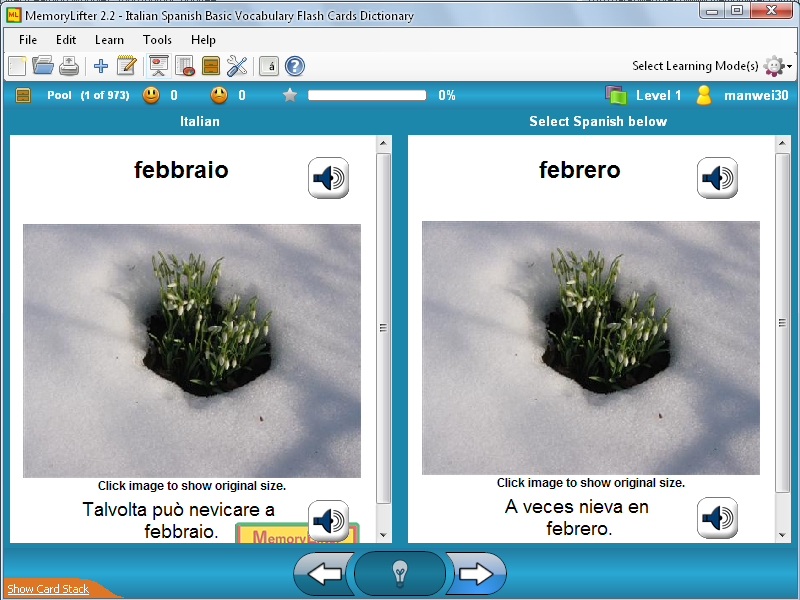 MemoryLifter 2.2 - Italian Spanish Basic Vocabulary Flash Cards Dictionary
File Edit Learn Tools Help
á ? Select Learning Mode(s)
Pool (1 of 973) 0 0 0% Level 1 manwei30
Italian
Select Spanish below
febbraio
febrero
Click image to show original size.
Click image to show original size.
Talvolta può nevicare a
febbraio.
A veces nieva en
febrero.
Show Card Stack